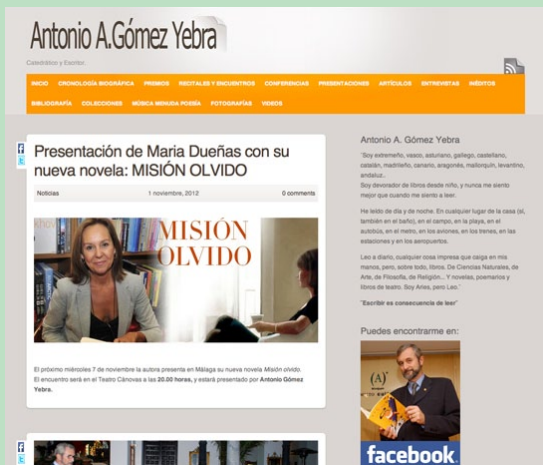 Antonio A.Gómez Yebra
Catedrático y Escritor.
INICIO CRONOLOGÍA BIOGRÁFICA PREMIOS RECITALES Y ENCUENTROS CONFERENCIAS PRESENTACIONES ARTÍCULOS ENTREVISTAS INÉDITOS
BIBLIOGRAFÍA COLECCIONES MÚSICA MENUDA POESÍA FOTOGRAFÍAS VIDEOS
Presentación de Maria Dueñas con su
nueva novela: MISIÓN OLVIDO
Noticias 1 noviembre, 2012 0 comments
MISIÓN
OLVIDO
El próximo miércoles 7 de noviembre la autora presenta en Málaga su nueva novela Misión olvido.
El encuentro será en el Teatro Cánovas a las 20.00 horas, y estará presentado por Antonio Gómez
Yebra.
Antonio A. Gómez Yebra
"Soy extremeño, vasco, asturiano, gallego, castellano,
catalán, madrileño, canario, aragonés, mallorquín, levantino,
andaluz..
Soy devorador de libros desde niño, y nunca me siento
mejor que cuando me siento a leer.
He leído de día y de noche. En cualquier lugar de la casa (sí,
también en el baño), en el campo, en la playa, en el
autobús, en el metro, en los aviones, en los trenes, en las
estaciones y en los aeropuertos.
Leo a diario, cualquier cosa impresa que caiga en mis
manos, pero, sobre todo, libros. De Ciencias Naturales, de
Arte, de Filosofía, de Religión... Y novelas, poemarios y
libros de teatro. Soy Aries, pero Leo."
"Escribir es consecuencia de leer"
Puedes encontrarme en:
(A)
facebook